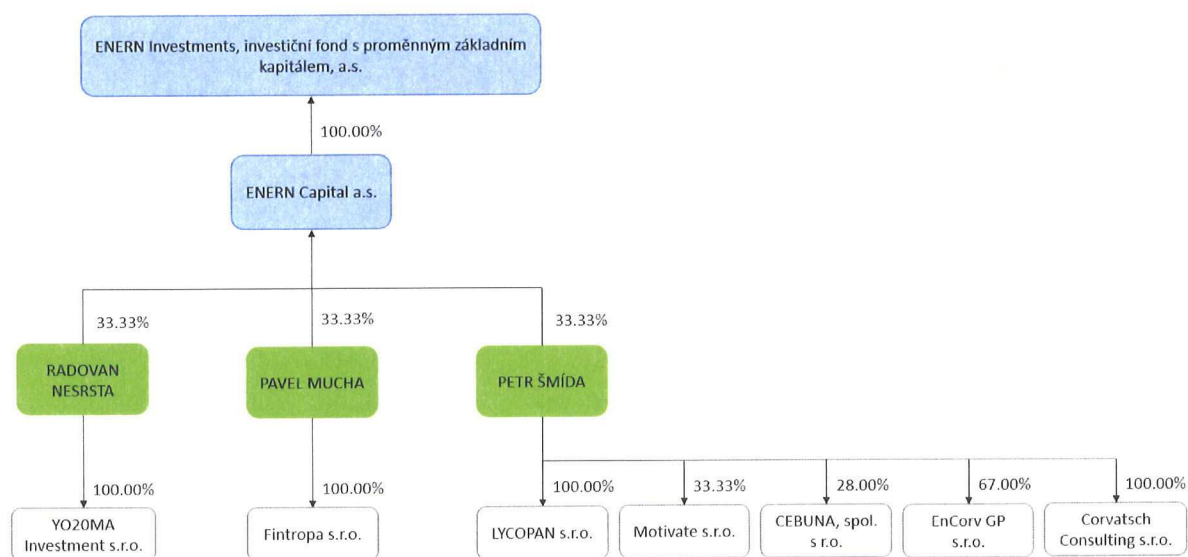 ENERN Investments, investiční fond s proměnným základním
kapitálem, a.s.
100.00%
ENERN Capital a.s.
33.33%
33.33%
33.33%
RADOVAN
NESRSTA
PAVEL MUCHA
PETR ŠMÍDA
100.00%
100.00%
100.00%
33.33%
28.00%
67.00%
100.00%
YO20MA
Investment s.r.o.
Fintropa s.r.o.
LYCOPAN s.r.o.
Motivate s.r.o.
CEBUNA, spol.
s r.o.
EnCorv GP
s.r.o.
Corvatsch
Consulting s.r.o.